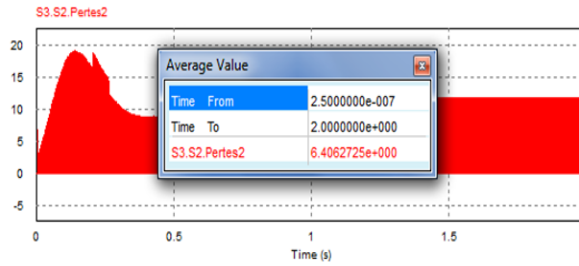 S3.S2.Pertes2
20
15
10
5
0
-5
Average Value
Time From 2.5000000e-007
Time To 2.0000000e+000
S3.S2.Pertes2 6.4062725e+000
0 0.5 1 1.5
Time (s)